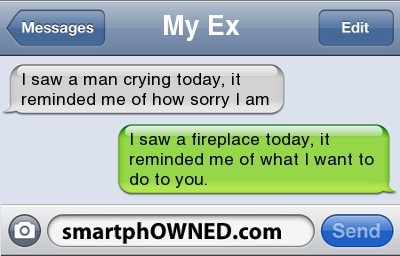 Messages My Ex Edit
I saw a man crying today, it
reminded me of how sorry I am
I saw a fireplace today, it
reminded me of what I want to
do to you.
smartphOWNED.com Send